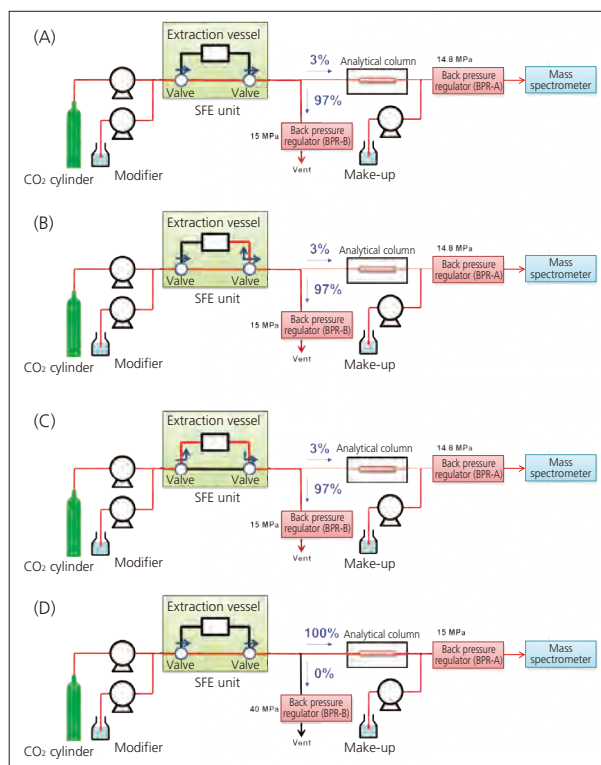 (A)
Extraction vessel
Valve Valve
SFE unit
CO₂ cylinder
Modifier
3%
97%
15 MPa
Back pressure
regulator (BPR-B)
Vent
Analytical column
Make-up
14.8 MPa
Back pressure
regulator (BPR-A)
Mass
spectrometer
(B)
Extraction vessel
Valve Valve
SFE unit
CO₂ cylinder
Modifier
3%
97%
15 MPa
Back pressure
regulator (BPR-B)
Vent
Analytical column
Make-up
14.8 MPa
Back pressure
regulator (BPR-A)
Mass
spectrometer
(C)
Extraction vessel
Valve Valve
SFE unit
CO₂ cylinder
Modifier
3%
97%
15 MPa
Back pressure
regulator (BPR-B)
Vent
Analytical column
Make-up
14.8 MPa
Back pressure
regulator (BPR-A)
Mass
spectrometer
(D)
Extraction vessel
Valve Valve
SFE unit
CO₂ cylinder
Modifier
100%
0%
40 MPa
Back pressure
regulator (BPR-B)
Vent
Analytical column
Make-up
15 MPa
Back pressure
regulator (BPR-A)
Mass
spectrometer